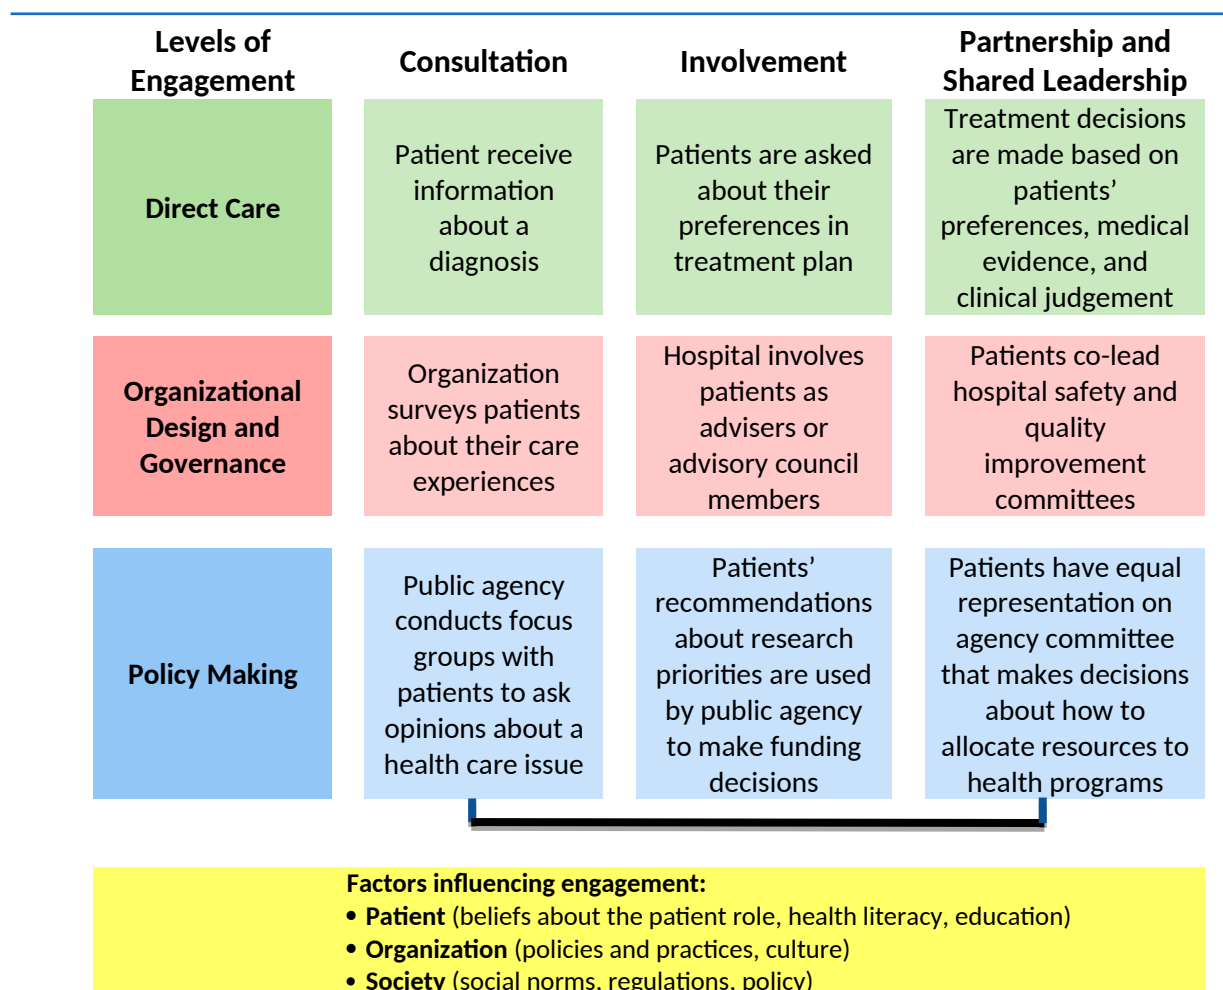 Levels of
Engagement
Consultation
Involvement
Partnership and
Shared Leadership
Direct Care
Patient receive
information
about a
diagnosis
Patients are asked
about their
preferences in
treatment plan
Treatment decisions
are made based on
patients’
preferences, medical
evidence, and
clinical judgement
Organizational
Design and
Governance
Organization
surveys patients
about their care
experiences
Hospital involves
patients as
advisers or
advisory council
members
Patients co-lead
hospital safety and
quality
improvement
committees
Policy Making
Public agency
conducts focus
groups with
patients to ask
opinions about a
health care issue
Patients’
recommendations
about research
priorities are used
by public agency
to make funding
decisions
Patients have equal
representation on
agency committee
that makes decisions
about how to
allocate resources to
health programs
Factors influencing engagement:
• Patient (beliefs about the patient role, health literacy, education)
• Organization (policies and practices, culture)
• Society (social norms, regulations, policy)